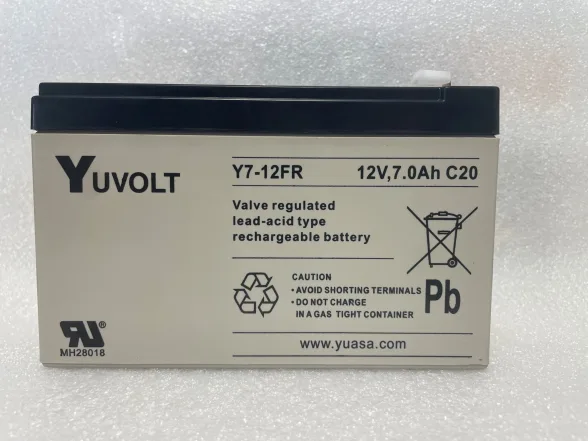 YUVOLT
Y7-12FR 12V,7.0Ah C20
Valve regulated
lead-acid type
rechargeable battery
CAUTION
• AVOID SHORTING TERMINALS
• DO NOT CHARGE
IN A GAS TIGHT CONTAINER
Pb
RU®
MH28018
www.yuasa.com